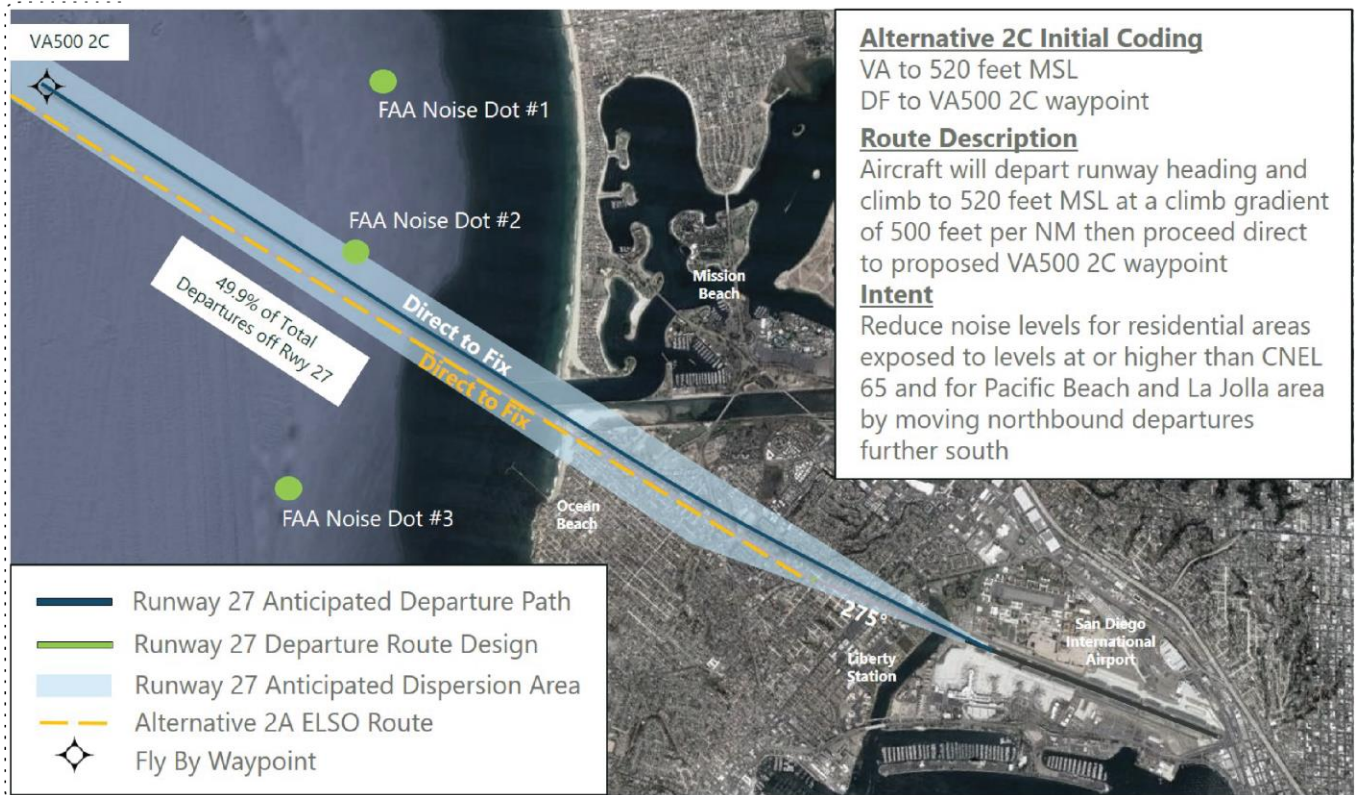 VA500 2C
FAA Noise Dot #1
FAA Noise Dot #2
49.9% of Total
Departures off Rwy 27
Direct to Fix
Direct to Fix
FAA Noise Dot #3
Mission
Beach
Ocean
Beach
275°
Liberty
Station
San Diego
International
Airport
Alternative 2C Initial Coding
VA to 520 feet MSL
DF to VA500 2C waypoint
Route Description
Aircraft will depart runway heading and
climb to 520 feet MSL at a climb gradient
of 500 feet per NM then proceed direct
to proposed VA500 2C waypoint
Intent
Reduce noise levels for residential areas
exposed to levels at or higher than CNEL
65 and for Pacific Beach and La Jolla area
by moving northbound departures
further south
Runway 27 Anticipated Departure Path
Runway 27 Departure Route Design
Runway 27 Anticipated Dispersion Area
Alternative 2A ELSO Route
Fly By Waypoint